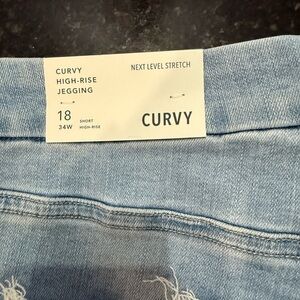 CURVY
HIGH-RISE
JEGGING
NEXT LEVEL STRETCH
18 SHORT
34W HIGH-RISE
CURVY